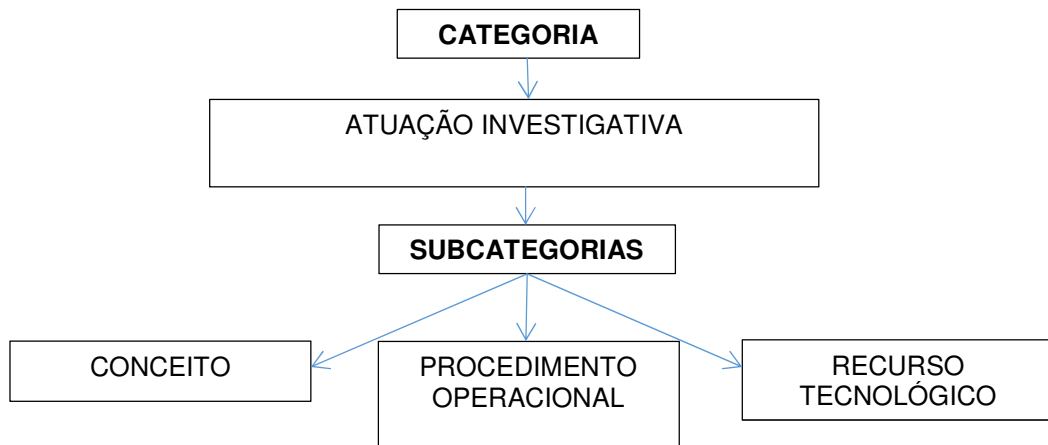 CATEGORIA
ATUAÇÃO INVESTIGATIVA
SUBCATEGORIAS
CONCEITO
PROCEDIMENTO
OPERACIONAL
RECURSO
TECNOLÓGICO